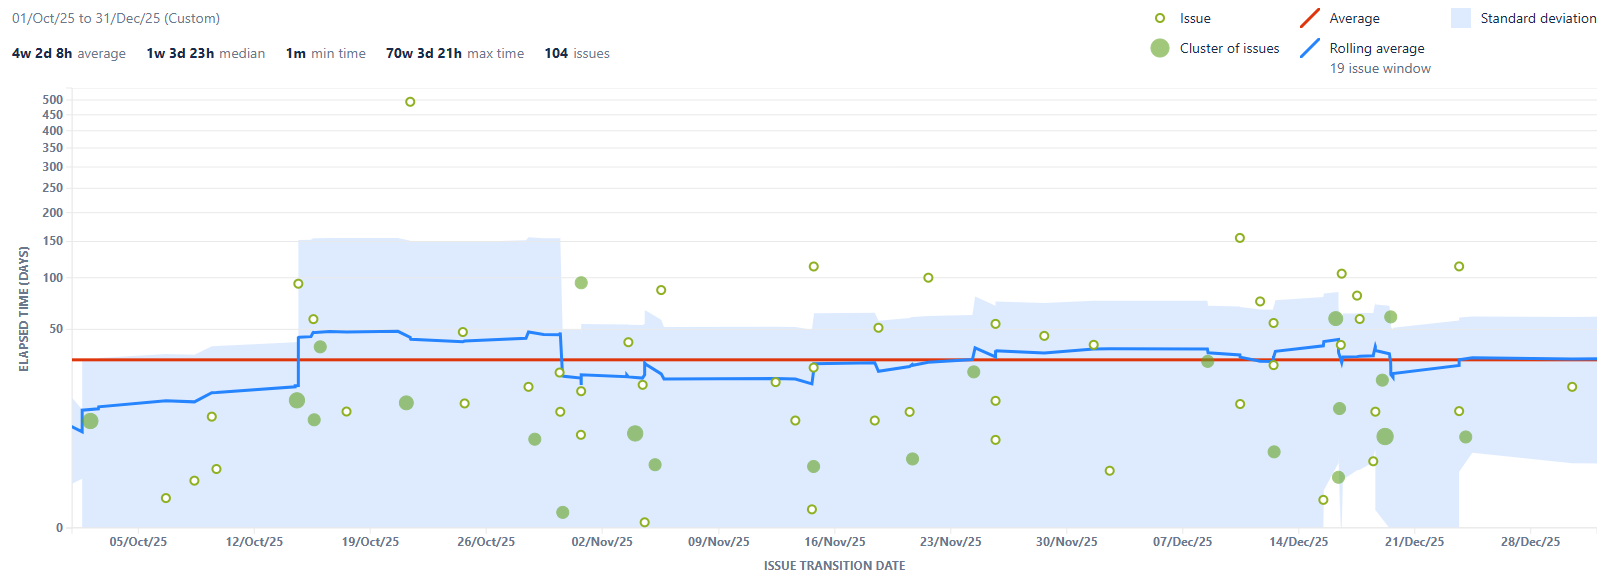 01/Oct/25 to 31/Dec/25 (Custom)
4w 2d 8h average 1w 3d 23h median 1m min time 70w 3d 21h max time 104 issues
Issue
Average
Standard deviation
Cluster of issues
Rolling average
19 issue window
ELAPSED TIME (DAYS)
500
450
400
350
300
250
200
150
100
50
0
05/Oct/25 12/Oct/25 19/Oct/25 26/Oct/25 02/Nov/25 09/Nov/25 16/Nov/25 23/Nov/25 30/Nov/25 07/Dec/25 14/Dec/25 21/Dec/25 28/Dec/25
ISSUE TRANSITION DATE